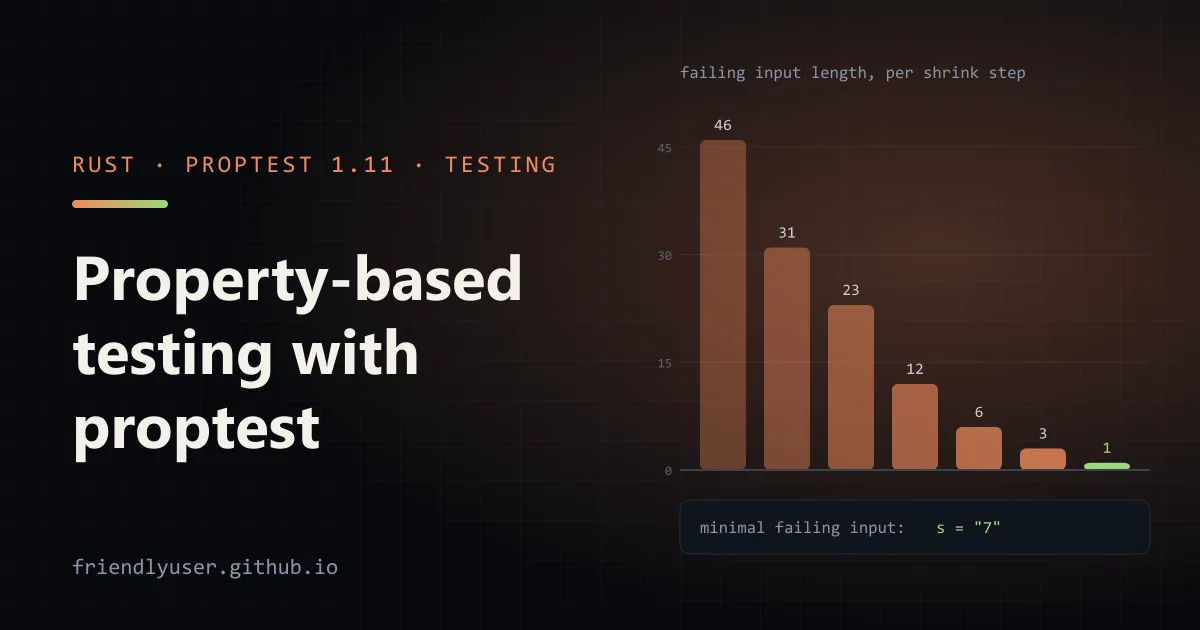 RUST · PROPTEST 1.11 · TESTING
Property-based
testing with
proptest
friendlyuser.github.io
failing input length, per shrink step
46
45
31
30
23
15
12
6
3
1
0
minimal failing input: s = "7"